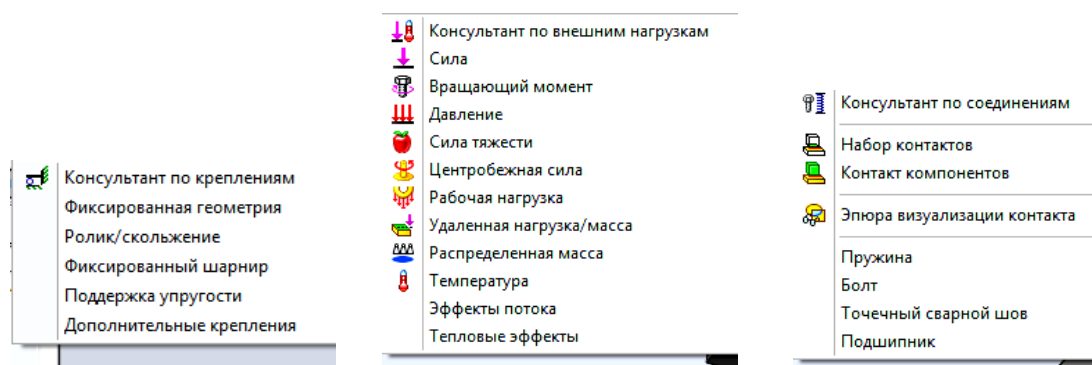 Консультант по креплениям
Фиксированная геометрия
Ролик/скольжение
Фиксированный шарнир
Поддержка упругости
Дополнительные крепления
Консультант по внешним нагрузкам
Сила
Вращающий момент
Давление
Сила тяжести
Центробежная сила
Рабочая нагрузка
Удаленная нагрузка/масса
Распределенная масса
Температура
Эффекты потока
Тепловые эффекты
Консультант по соединениям
Набор контактов
Контакт компонентов
Эпюра визуализации контакта
Пружина
Болт
Точечный сварной шов
Подшипник